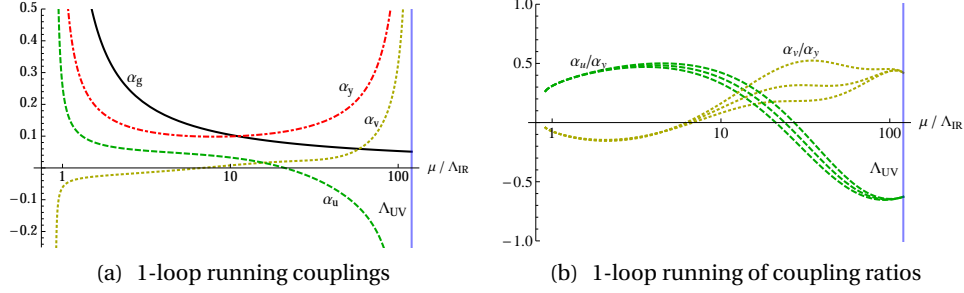 0.5
0.4
0.3
0.2
0.1
−0.1
−0.2
α_g
α_y
α_v
α_u
1
10
100
μ / Λ_IR
Λ_UV
(a) 1-loop running couplings
1.0
0.5
−0.5
−1.0
α_u/α_y
α_v/α_y
1
10
100
μ / Λ_IR
Λ_UV
(b) 1-loop running of coupling ratios